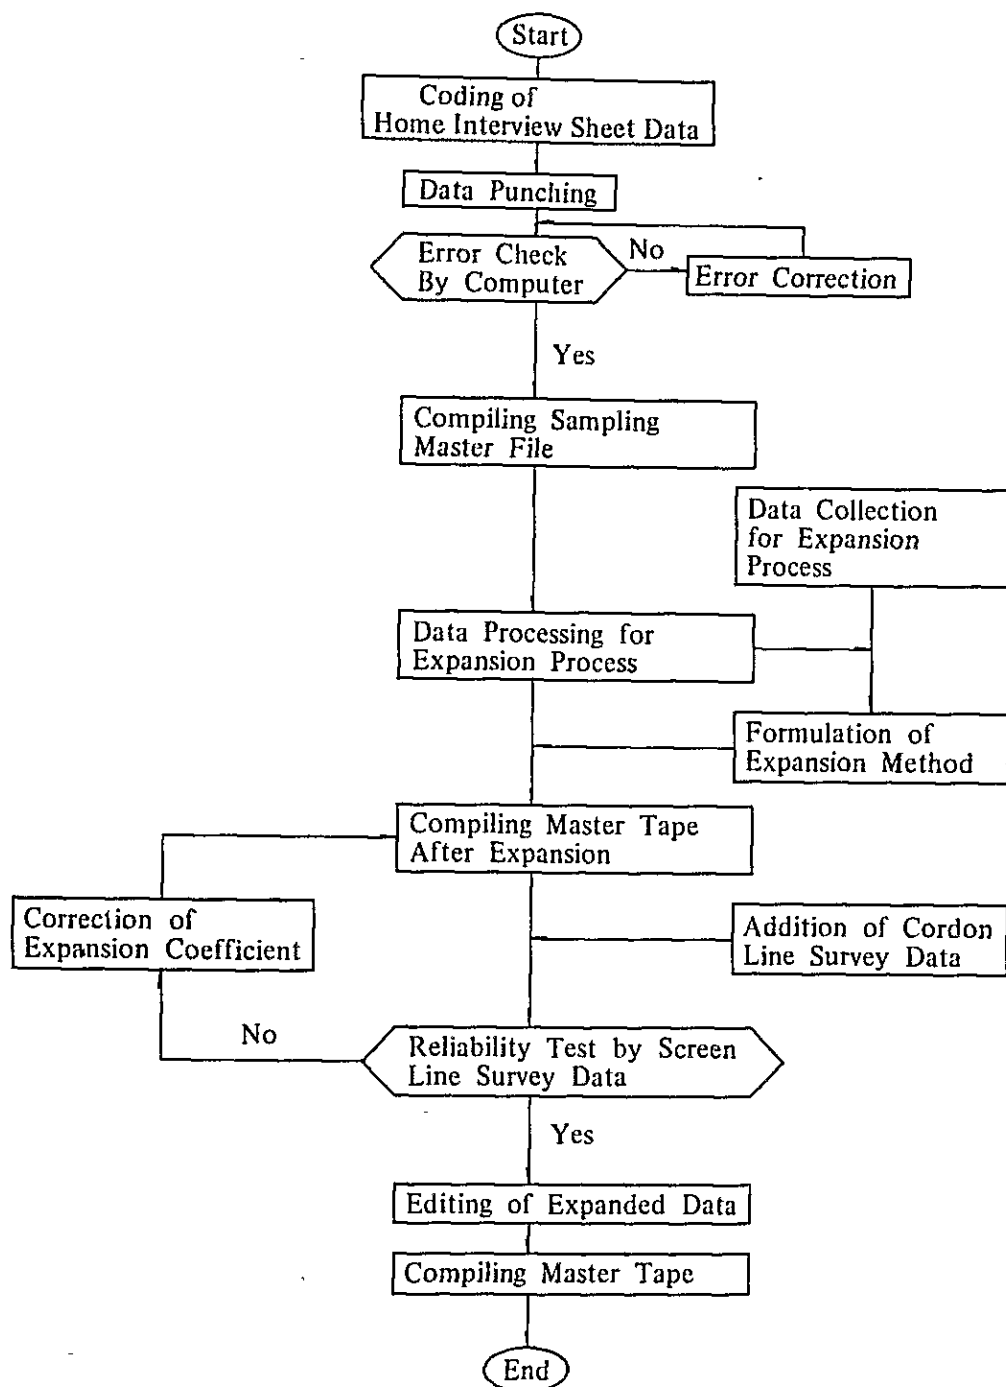 Start
Coding of
Home Interview Sheet Data
Data Punching
Error Check
By Computer
No
Error Correction
Yes
Compiling Sampling
Master File
Data Collection
for Expansion
Process
Data Processing for
Expansion Process
Formulation of
Expansion Method
Compiling Master Tape
After Expansion
Correction of
Expansion Coefficient
Addition of Cordon
Line Survey Data
No
Reliability Test by Screen
Line Survey Data
Yes
Editing of Expanded Data
Compiling Master Tape
End